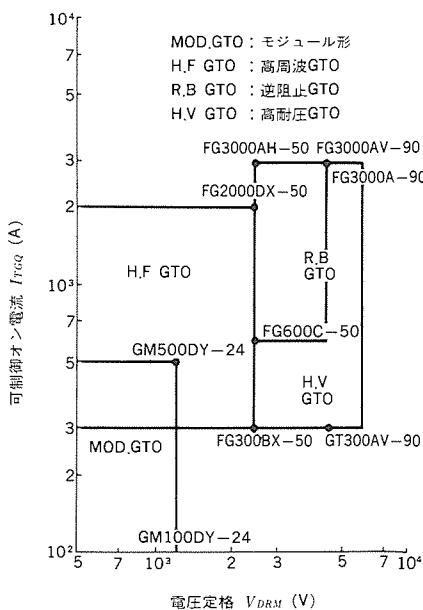 MOD.GTO：モジュール形
H.F GTO：高周波GTO
R.B GTO：逆阻止GTO
H.V GTO：高耐圧GTO
FG3000AH-50 FG3000AV-90
FG3000A-90
FG2000DX-50
H.F GTO
R.B
GTO
FG600C-50
GM500DY-24
H.V
GTO
MOD.GTO
FG300BX-50 GT300AV-90
GM100DY-24
可制御オン電流 ITGQ (A)
10⁴
7
5
3
2
10³
7
5
3
2
10²
5 7 10³ 2 3 5 7 10⁴
電圧定格 VDRM (V)